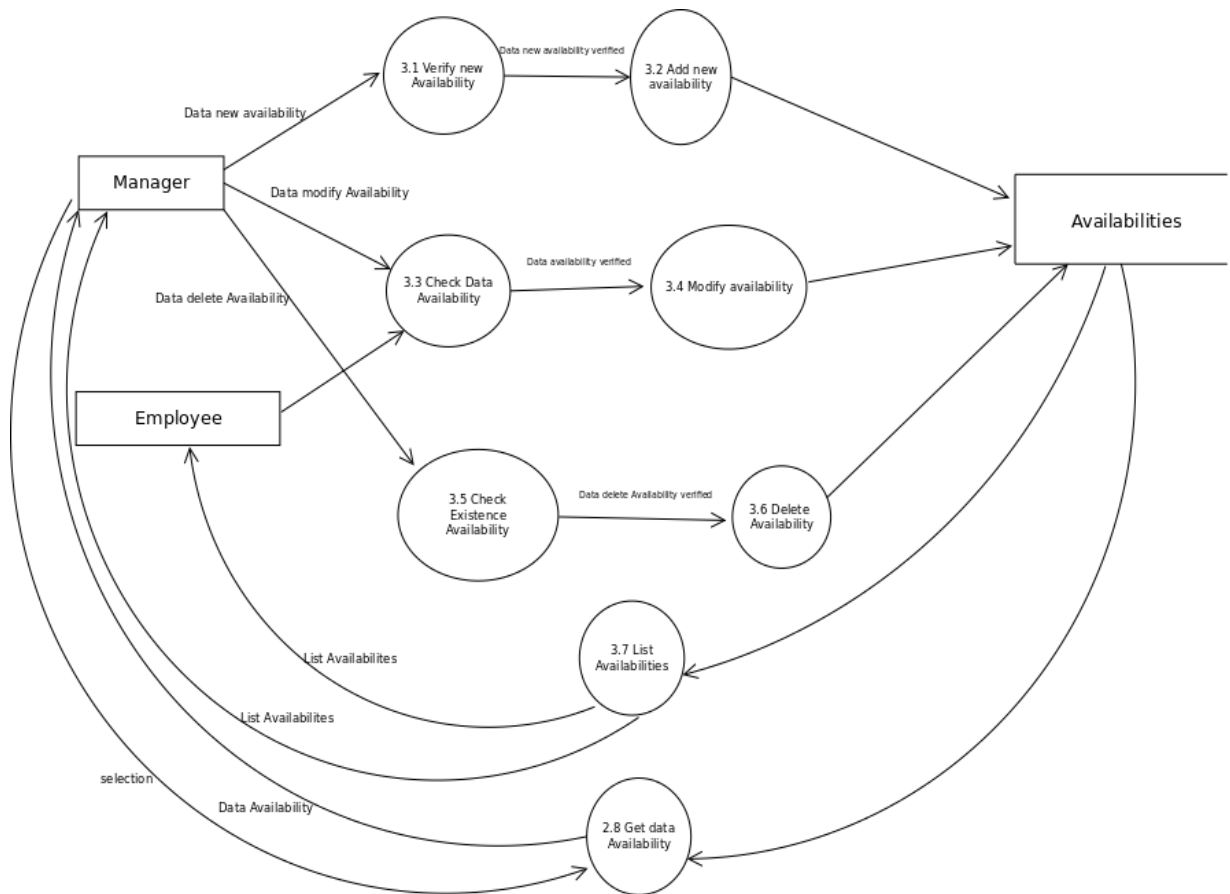 Data new availability verified
3.1 Verify new
Availability
3.2 Add new
availability
Data new availability
Manager
Data modify Availability
Availabilities
Data availability verified
3.3 Check Data
Availability
3.4 Modify availability
Data delete Availability
Employee
3.5 Check
Existence
Availability
Data delete Availability verified
3.6 Delete
Availability
3.7 List
Availabilities
List Availabilites
List Availabilites
selection
Data Availability
2.8 Get data
Availability